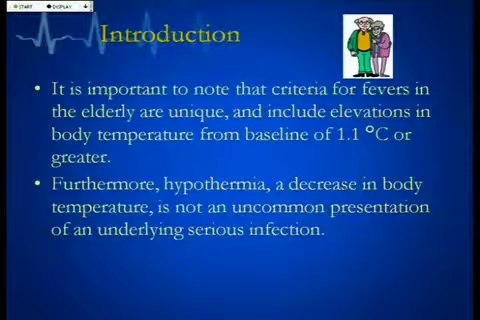 START DISPLAY
Introduction
• It is important to note that criteria for fevers in
the elderly are unique, and include elevations in
body temperature from baseline of 1.1 °C or
greater.
• Furthermore, hypothermia, a decrease in body
temperature, is not an uncommon presentation
of an underlying serious infection.